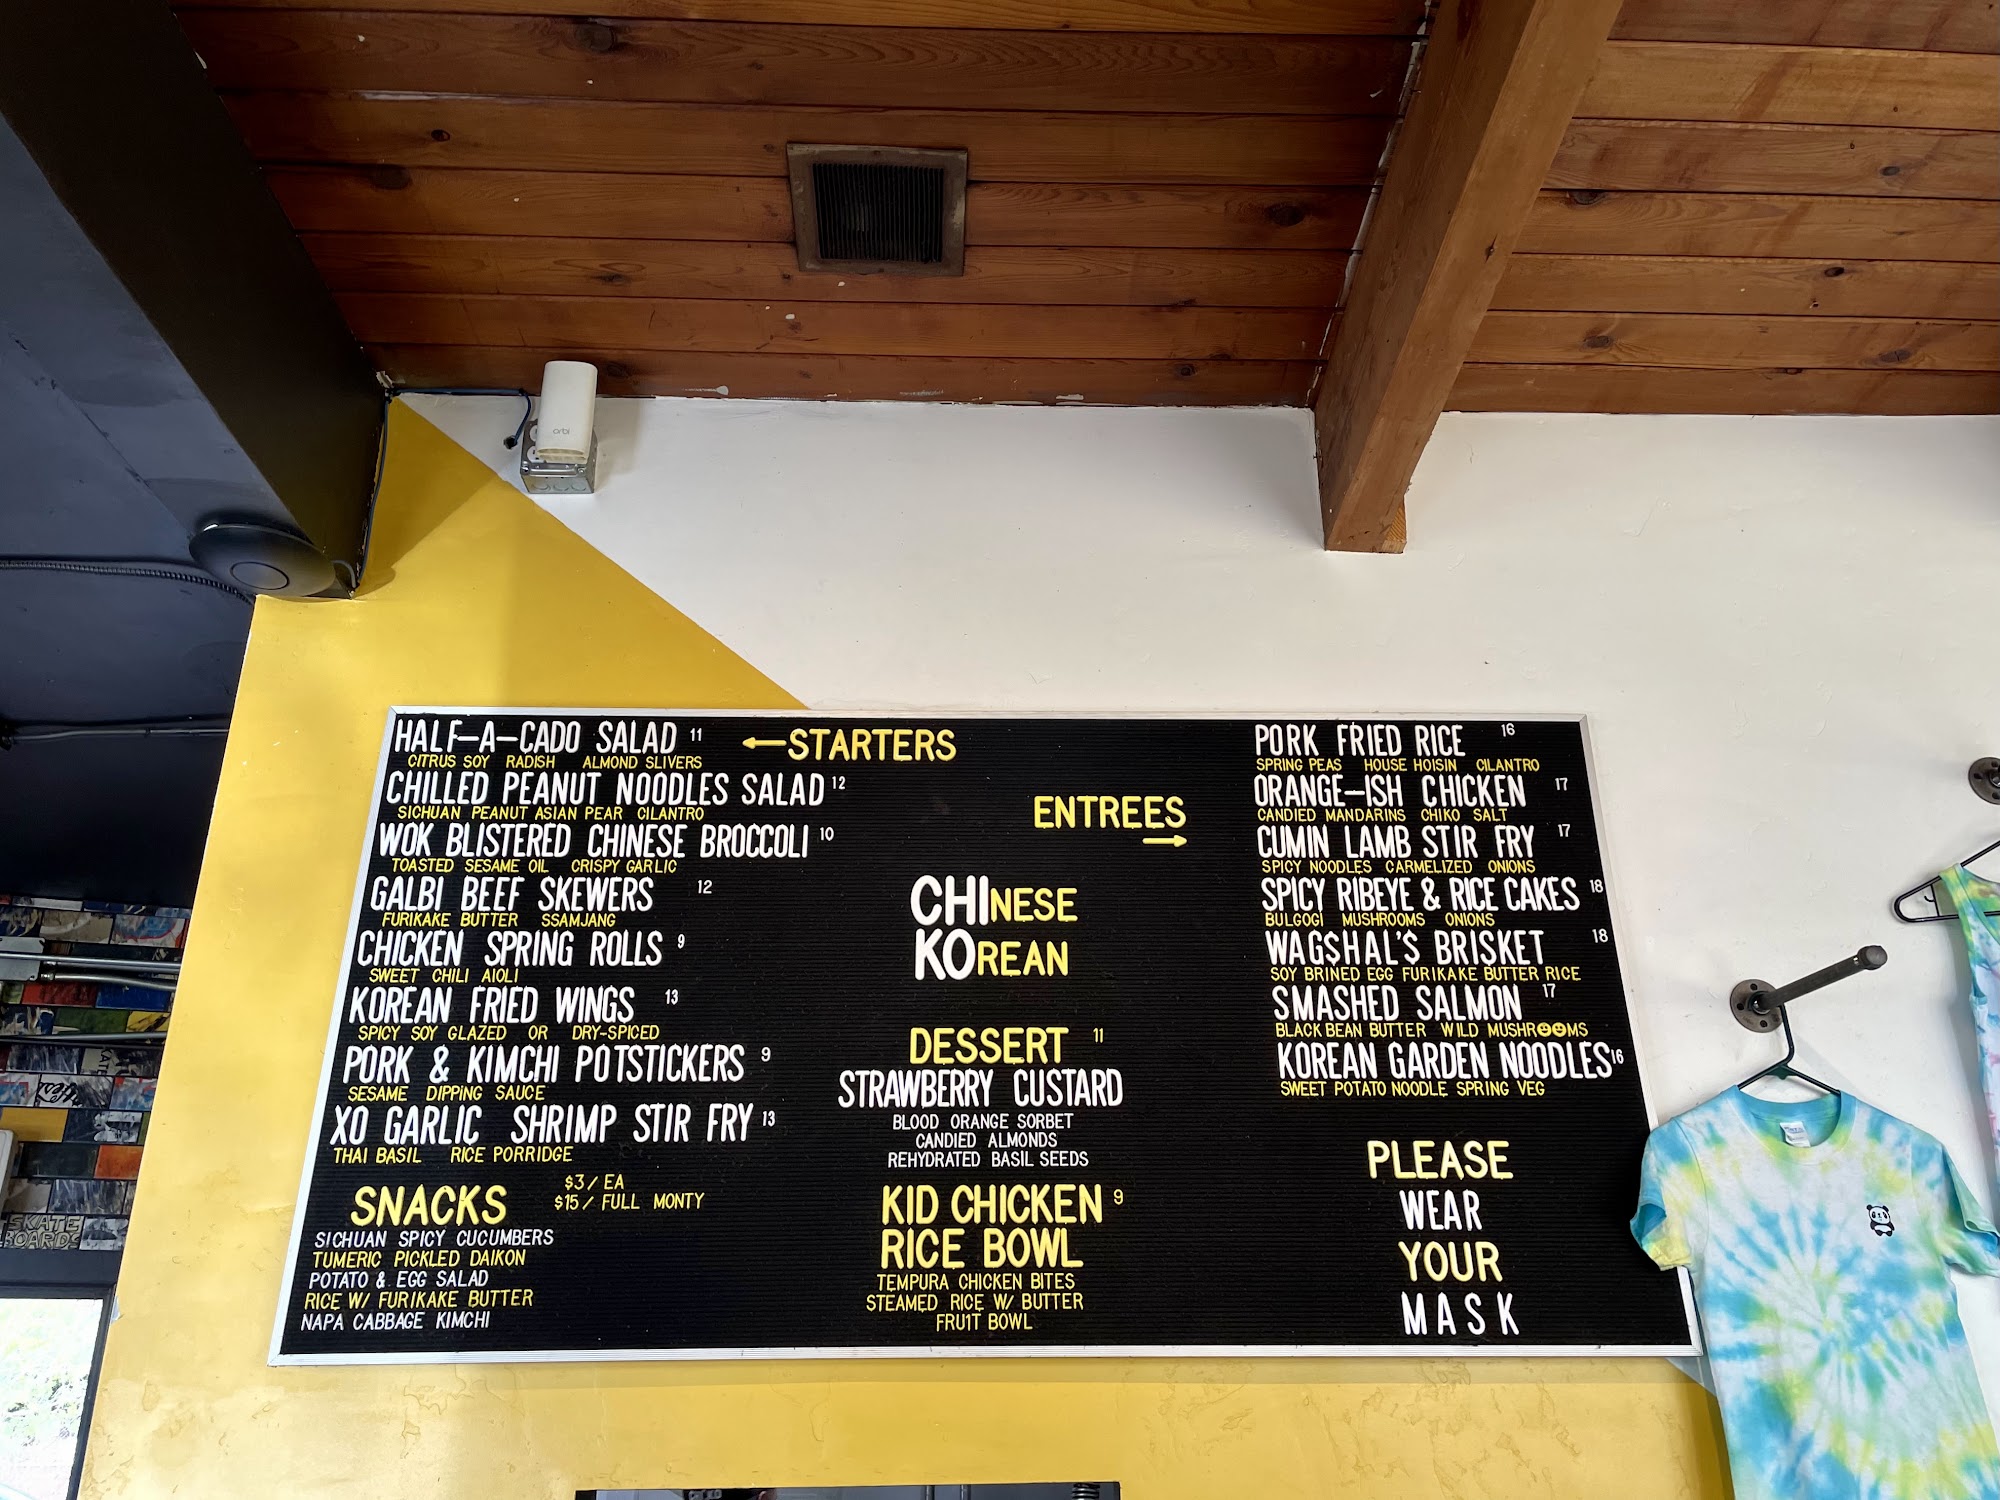 orbi
HALF-A-CADO SALAD 11
CITRUS SOY RADISH ALMOND SLIVERS
CHILLED PEANUT NOODLES SALAD 12
SICHUAN PEANUT ASIAN PEAR CILANTRO
WOK BLISTERED CHINESE BROCCOLI 10
TOASTED SESAME OIL CRISPY GARLIC
GALBI BEEF SKEWERS 12
FURIKAKE BUTTER SSAMJANG
CHICKEN SPRING ROLLS 9
SWEET CHILI AIOLI
KOREAN FRIED WINGS 13
SPICY SOY GLAZED OR DRY-SPICED
PORK & KIMCHI POTSTICKERS 9
SESAME DIPPING SAUCE
XO GARLIC SHRIMP STIR FRY 13
THAI BASIL RICE PORRIDGE
SNACKS
$3/EA
$15/FULL MONTY
SICHUAN SPICY CUCUMBERS
TUMERIC PICKLED DAIKON
POTATO & EGG SALAD
RICE W/ FURIKAKE BUTTER
NAPA CABBAGE KIMCHI
←STARTERS
ENTREES
→
CHINESE
KOREAN
DESSERT 11
STRAWBERRY CUSTARD
BLOOD ORANGE SORBET
CANDIED ALMONDS
REHYDRATED BASIL SEEDS
KID CHICKEN 9
RICE BOWL
TEMPURA CHICKEN BITES
STEAMED RICE W/ BUTTER
FRU1T BOWL
PORK FRIED RICE 16
SPRING PEAS HOUSE HOISIN CILANTRO
ORANGE-ISH CHICKEN 17
CANDIED MANDARINS CHIKO SALT
CUMIN LAMB STIR FRY 17
SPICY NOODLES CARMELIZED ONIONS
SPICY RIBEYE & RICE CAKES 18
BULGOGI MUSHROOMS ONIONS
WAG$HAL'$ BRISKET 18
SOY BRINED EGG FURIKAKE BUTTER RICE
SMASHED SALMON 17
BLACK BEAN BUTTER WILD MUSHR☺☺MS
KOREAN GARDEN NOODLES 16
SWEET POTATO NOODLE SPRING VEG
PLEASE
WEAR
YOUR
MASK
SKATE
BOARDS